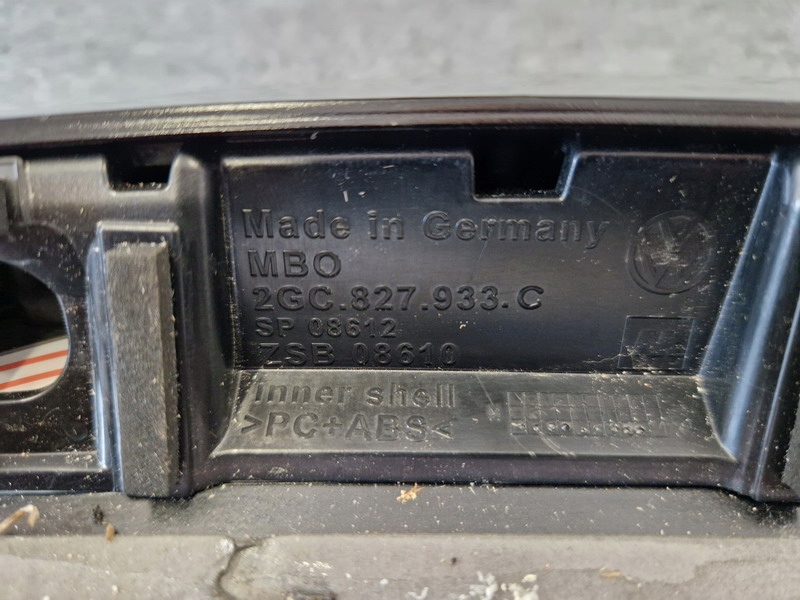 Made in Germany
MBO
2GC.827.933.C
SP 08612
ZSB 08610
inner shell
>PC+ABS<